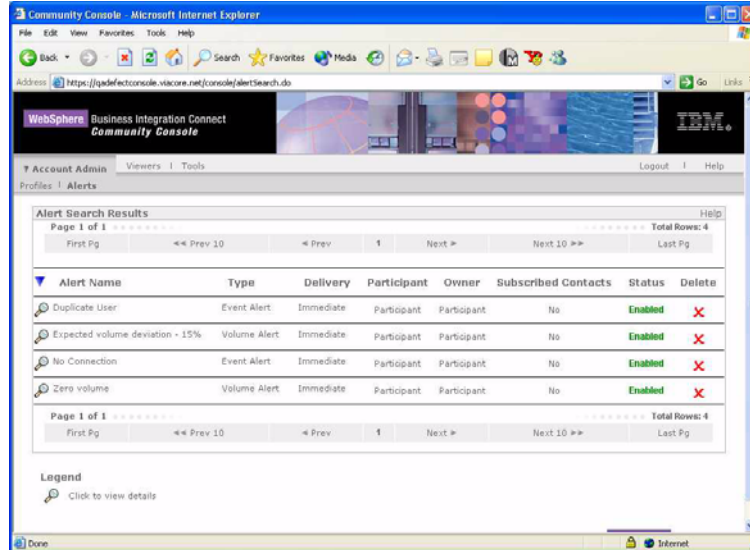 Community Console - Microsoft Internet Explorer
File Edit View Favorites Tools Help
Back Search Favorites Media
Address https://qadefectconsole.viacore.net/console/alertSearch.do Go Links
WebSphere Business Integration Connect
Community Console
IBM
Account Admin Viewers | Tools Logout | Help
Profiles | Alerts
Alert Search Results Help
Page 1 of 1 Total Rows: 4
First Pg Prev 10 Prev 1 Next Next 10 Last Pg
Alert Name Type Delivery Participant Owner Subscribed Contacts Status Delete
Duplicate User Event Alert Immediate Participant Participant No Enabled
Expected volume deviation - 15% Volume Alert Immediate Participant Participant No Enabled
No Connection Event Alert Immediate Participant Participant No Enabled
Zero volume Volume Alert Immediate Participant Participant No Enabled
Page 1 of 1 Total Rows: 4
First Pg Prev 10 Prev 1 Next Next 10 Last Pg
Legend
Click to view details
Done Internet